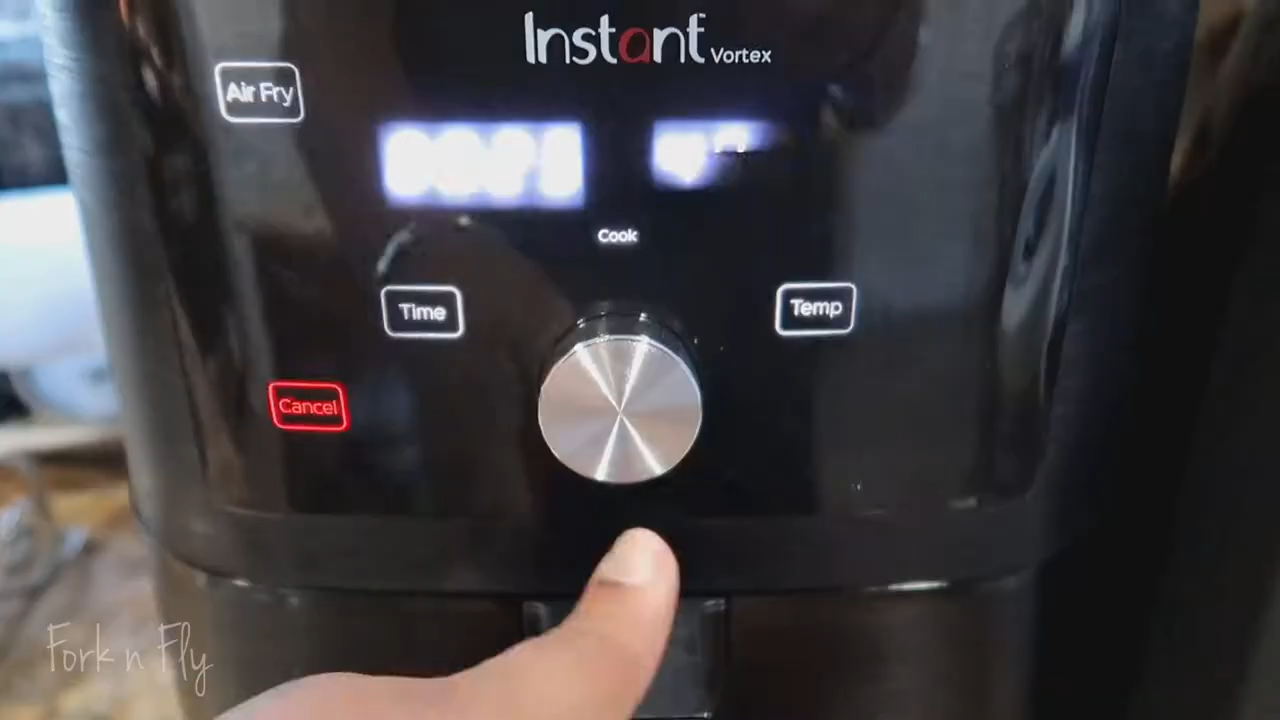 Instant Vortex
Air Fry
Cook
Time
Temp
Cancel
Fork n Fly